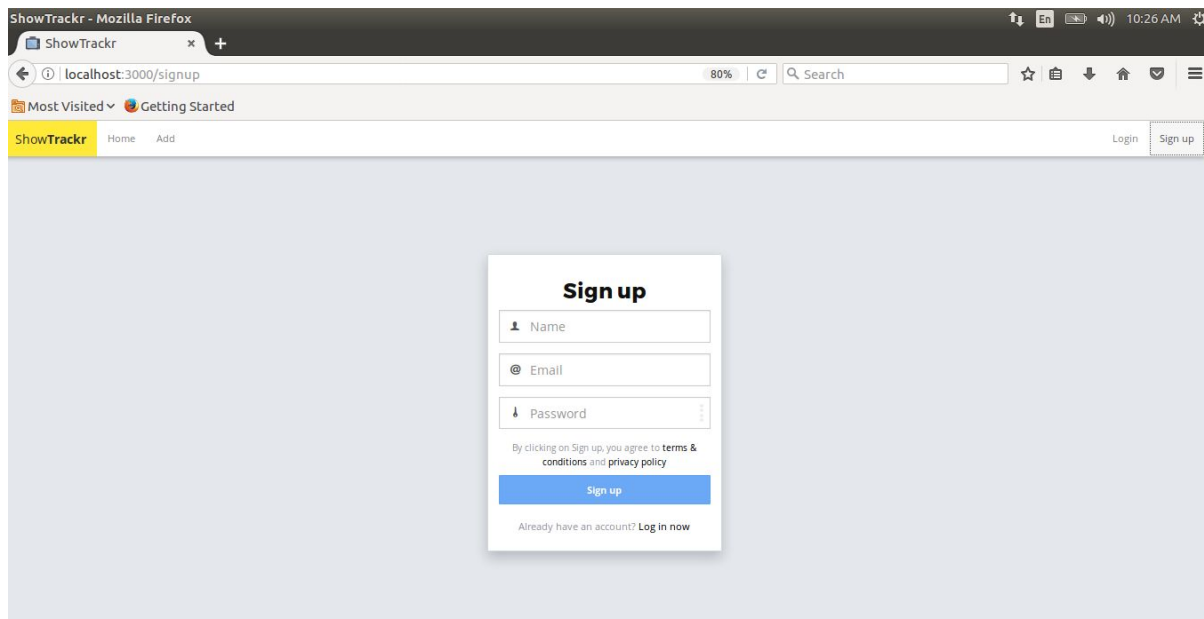 ShowTrackr - Mozilla Firefox
En
10:26 AM
ShowTrackr
localhost:3000/signup
80%
Search
Most Visited
Getting Started
ShowTrackr
Home
Add
Login
Sign up
Sign up
Name
@ Email
Password
By clicking on Sign up, you agree to terms &
conditions and privacy policy
Sign up
Already have an account? Log in now